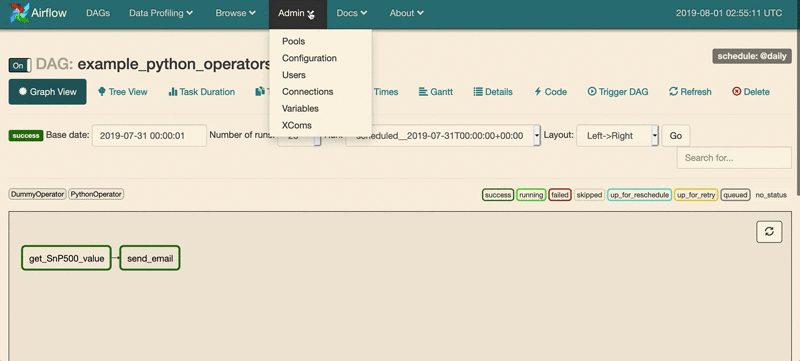 Airflow DAGs Data Profiling Browse Admin Docs About 2019-08-01 02:55:11 UTC
Pools
Configuration
Users
Connections
Variables
XComs
On DAG: example_python_operators
schedule: @daily
Graph View Tree View Task Duration Times Gantt Details Code Trigger DAG Refresh Delete
success Base date: 2019-07-31 00:00:01 Number of runs: scheduled__2019-07-31T00:00:00+00:00 Layout: Left->Right Go
Search for...
DummyOperator PythonOperator success running failed skipped up_for_reschedule up_for_retry queued no_status
get_SnP500_value send_email